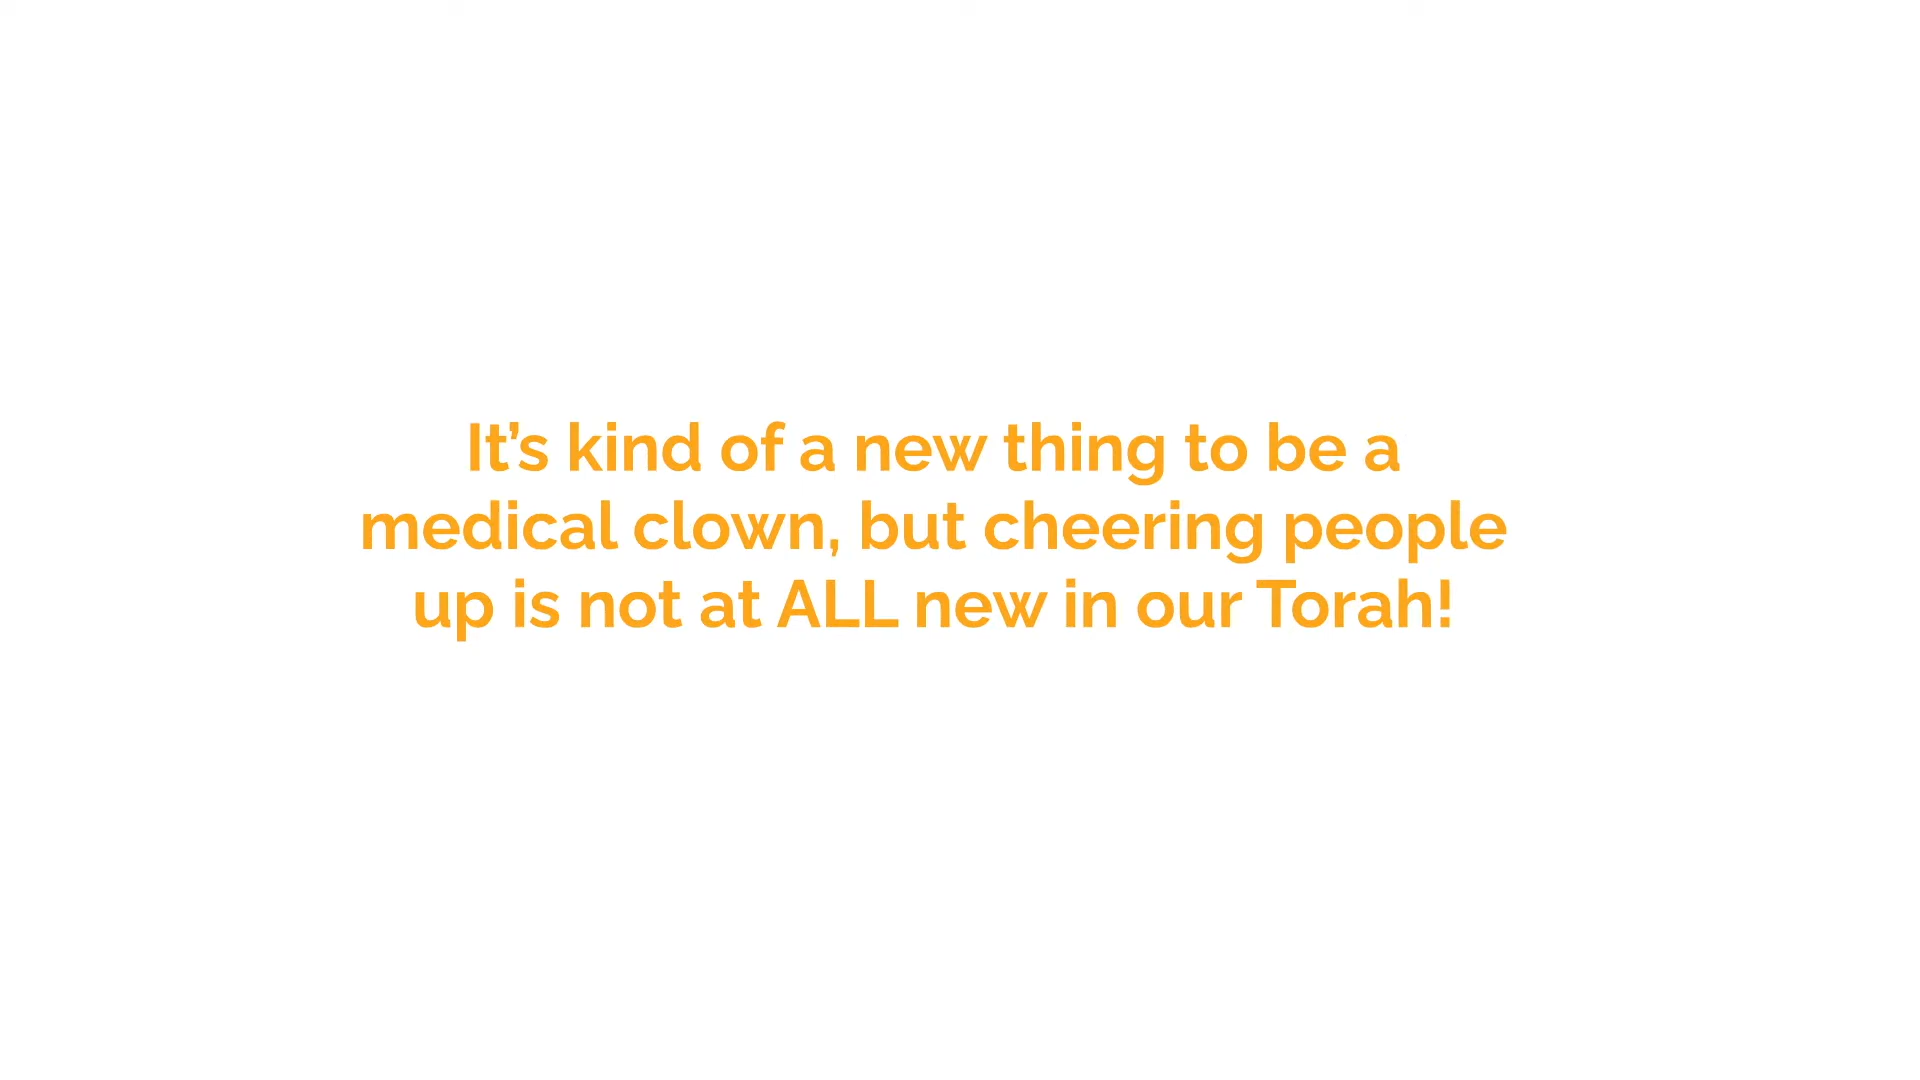 It’s kind of a new thing to be a
medical clown, but cheering people
up is not at ALL new in our Torah!